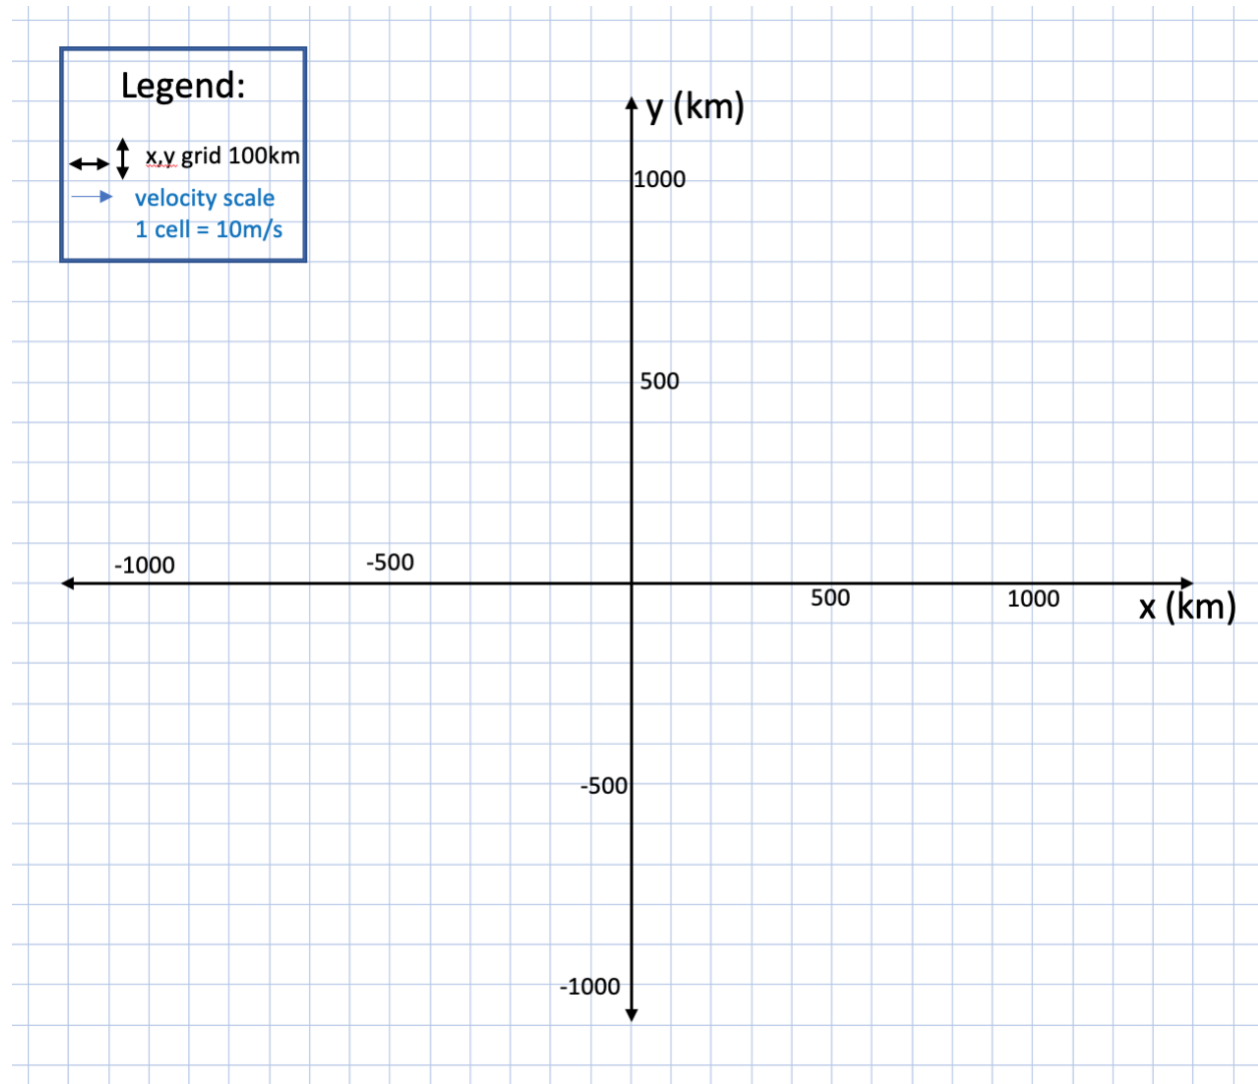 Legend:
x,y grid 100km
velocity scale
1 cell = 10m/s
y (km)
1000
500
-1000
-500
500
1000
x (km)
-500
-1000